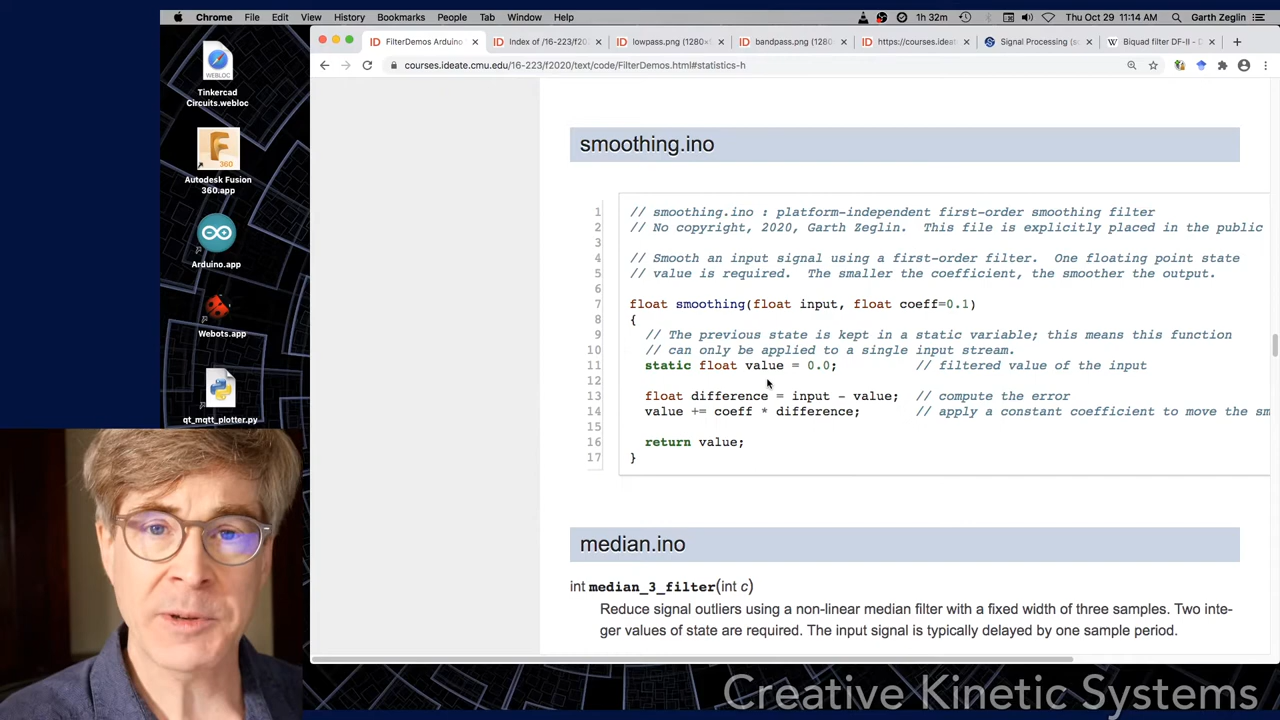 Chrome File Edit View History Bookmarks People Tab Window Help
1h 32m
Thu Oct 29 11:14 AM
Garth Zeglin
FilterDemos Arduino
Index of /16-223/f20
lowpass.png (1280×5
bandpass.png (1280
https://courses.ideat
Signal Processing (sc
Biquad filter DF-II - D
courses.ideate.cmu.edu/16-223/f2020/text/code/FilterDemos.html#statistics-h
WEBLOC
Tinkercad
Circuits.webloc
360
Autodesk Fusion
360.app
Arduino.app
Webots.app
qt_mqtt_plotter.py
smoothing.ino
1 // smoothing.ino : platform-independent first-order smoothing filter
2 // No copyright, 2020, Garth Zeglin. This file is explicitly placed in the public
3
4 // Smooth an input signal using a first-order filter. One floating point state
5 // value is required. The smaller the coefficient, the smoother the output.
6
7 float smoothing(float input, float coeff=0.1)
8 {
9 // The previous state is kept in a static variable; this means this function
10 // can only be applied to a single input stream.
11 static float value = 0.0; // filtered value of the input
12
13 float difference = input - value; // compute the error
14 value += coeff * difference; // apply a constant coefficient to move the sm
15
16 return value;
17 }
median.ino
int median_3_filter(int c)
Reduce signal outliers using a non-linear median filter with a fixed width of three samples. Two inte-
ger values of state are required. The input signal is typically delayed by one sample period.
Creative Kinetic Systems